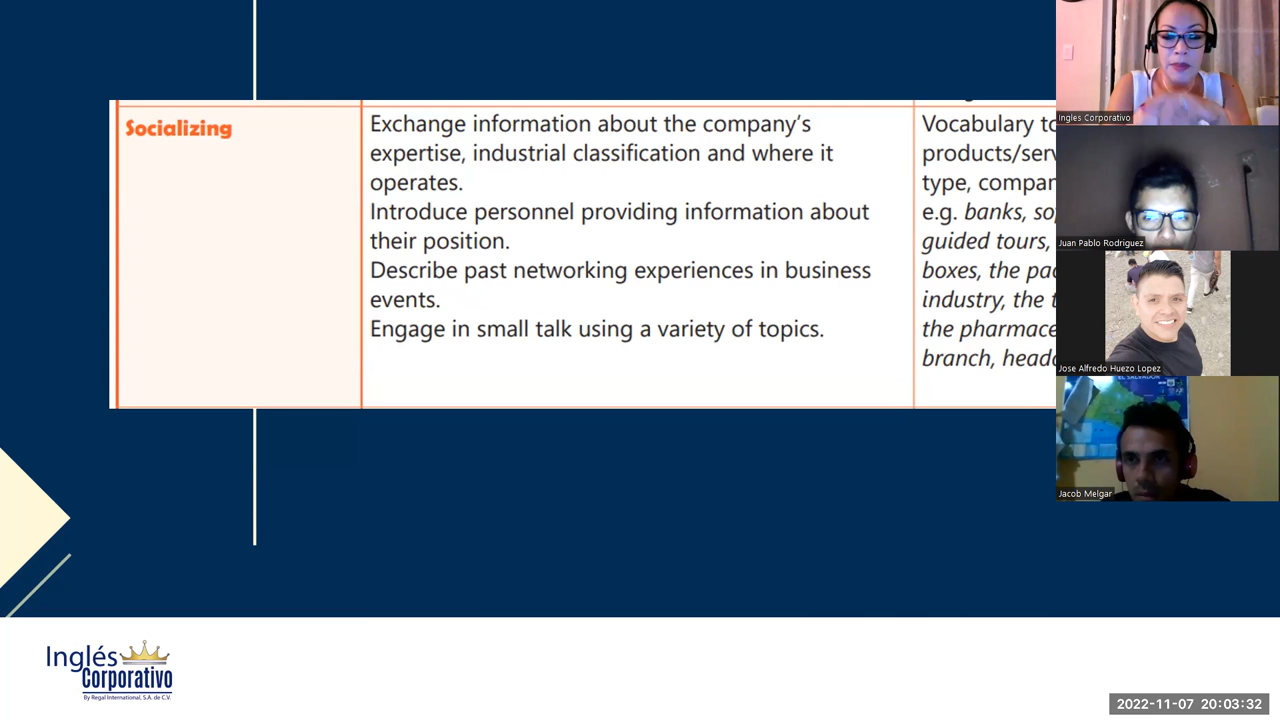 Socializing
Exchange information about the company's
expertise, industrial classification and where it
operates.
Introduce personnel providing information about
their position.
Describe past networking experiences in business
events.
Engage in small talk using a variety of topics.
Vocabulary
products/serv
type, compan
e.g. banks,
guided tours,
boxes, the
industry, the
the pharmace
branch,
Ingles Corporativo
Juan Pablo Rodriguez
Jose Alfredo Huezo Lopez
EL SALVADOR
Jacob Melgar
Inglés
Corporativo
By Regal International, S.A. de C.V.
2022-11-07 20:03:32